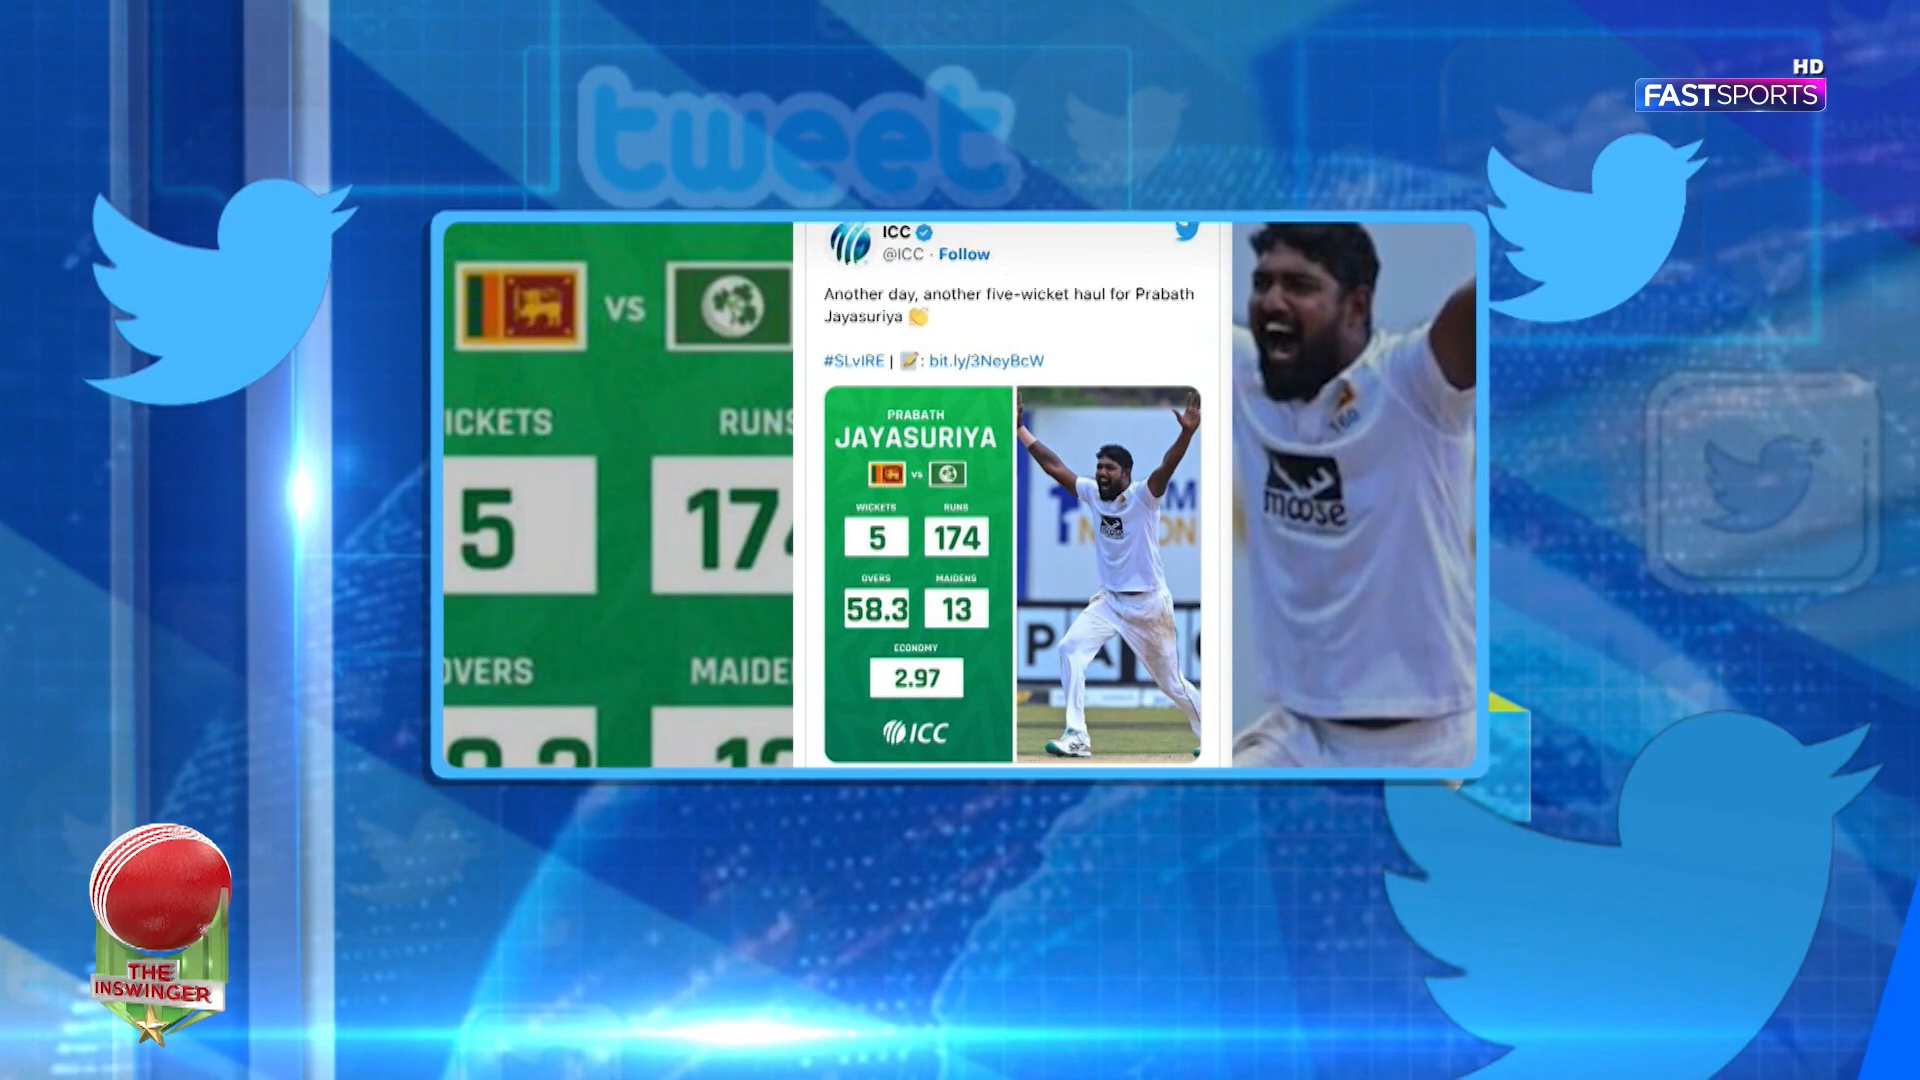 tweet
HD
FASTSPORTS
VS
ICKETS
RUNS
5
174
OVERS
MAIDE
ICC
@ICC · Follow
Another day, another five-wicket haul for Prabath
Jayasuriya 👏
#SLvIRE | 📝: bit.ly/3NeyBcW
PRABATH
JAYASURIYA
VS
WICKETS
RUNS
5
174
OVERS
MAIDENS
58.3
13
ECONOMY
2.97
ICC
moose
THE
INSWINGER